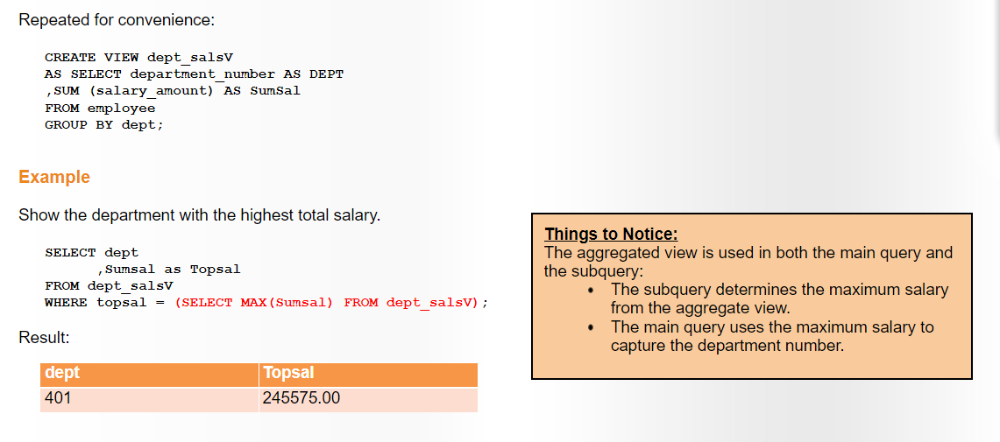 Repeated for convenience:
CREATE VIEW dept_salsV
AS SELECT department_number AS DEPT
,SUM (salary_amount) AS SumSal
FROM employee
GROUP BY dept;
Example
Show the department with the highest total salary.
SELECT dept
,Sumsal as Topsal
FROM dept_salsV
WHERE topsal = (SELECT MAX(Sumsal) FROM dept_salsV);
Result:
dept Topsal
401 245575.00
Things to Notice:
The aggregated view is used in both the main query and
the subquery:
• The subquery determines the maximum salary
from the aggregate view.
• The main query uses the maximum salary to
capture the department number.